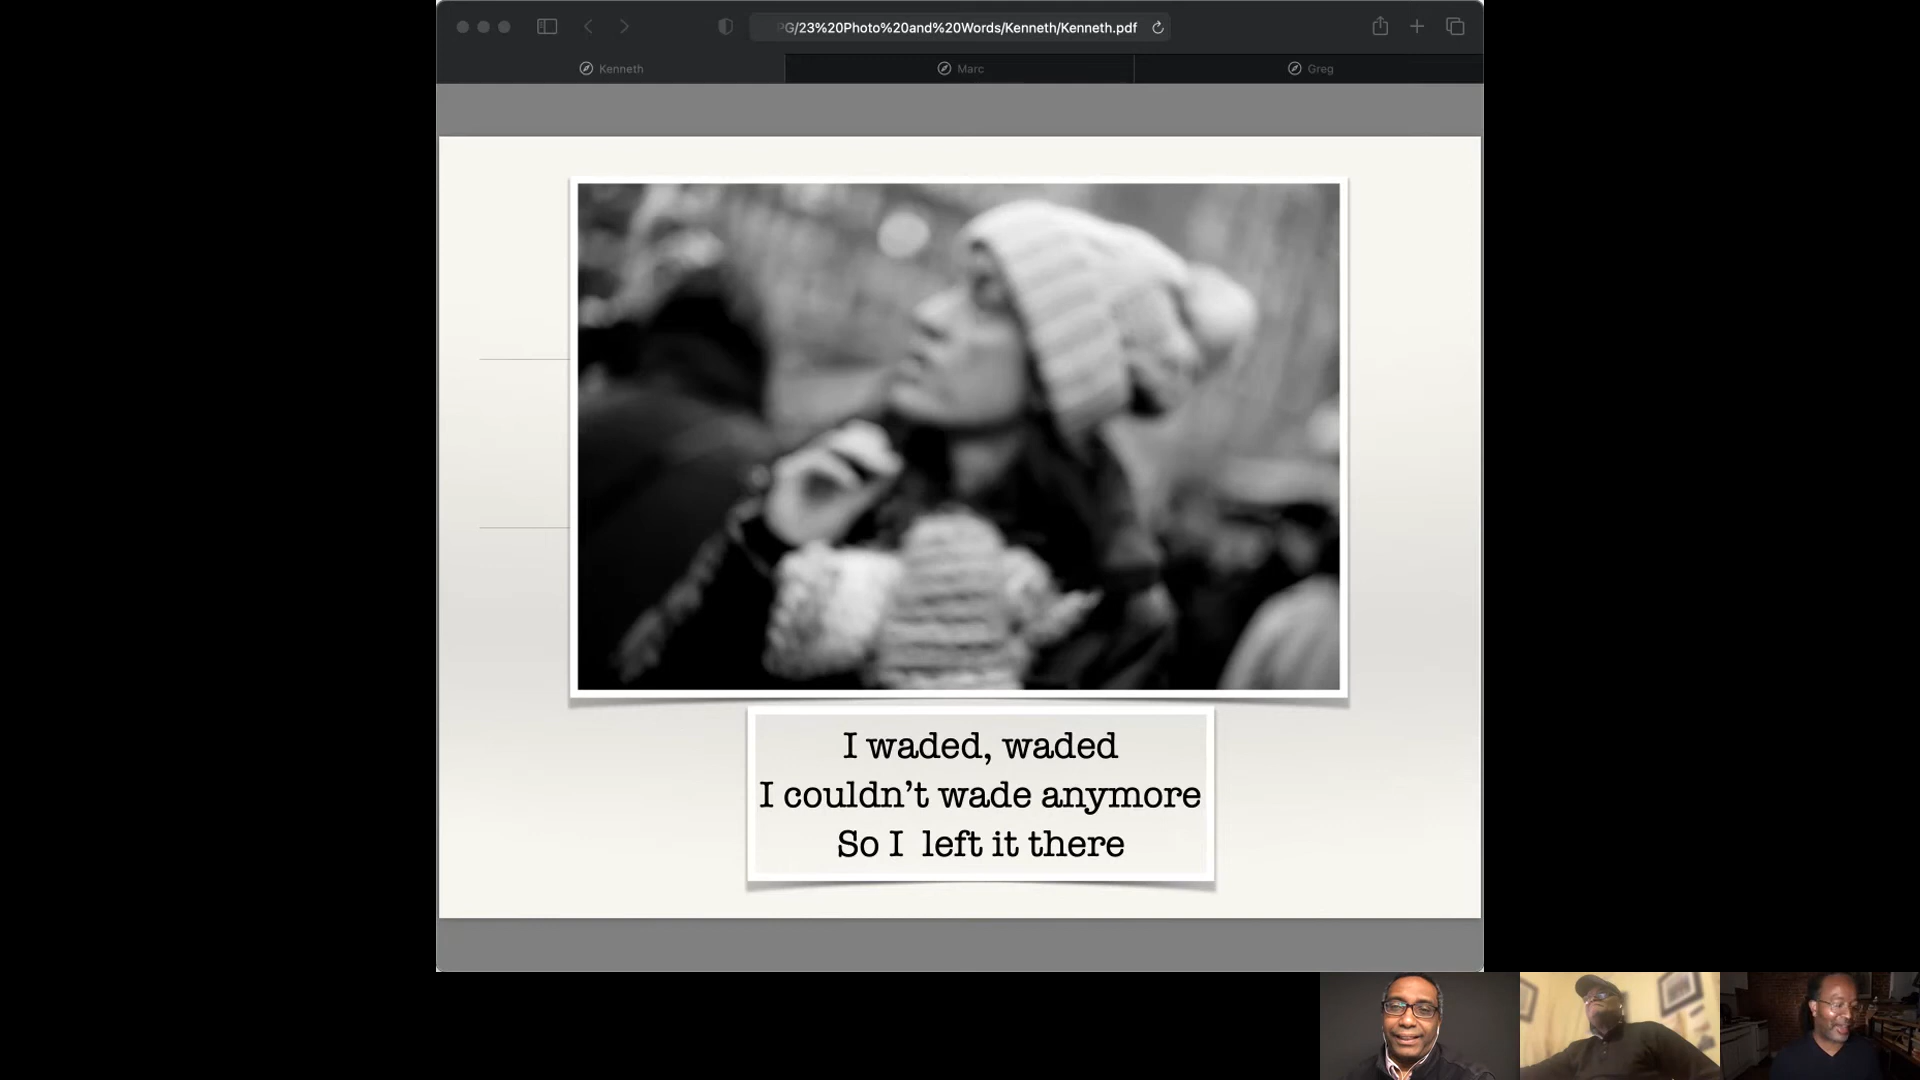 PG/23%20Photo%20and%20Words/Kenneth/Kenneth.pdf
Kenneth
Marc
Greg
I waded, waded
I couldn't wade anymore
So I left it there